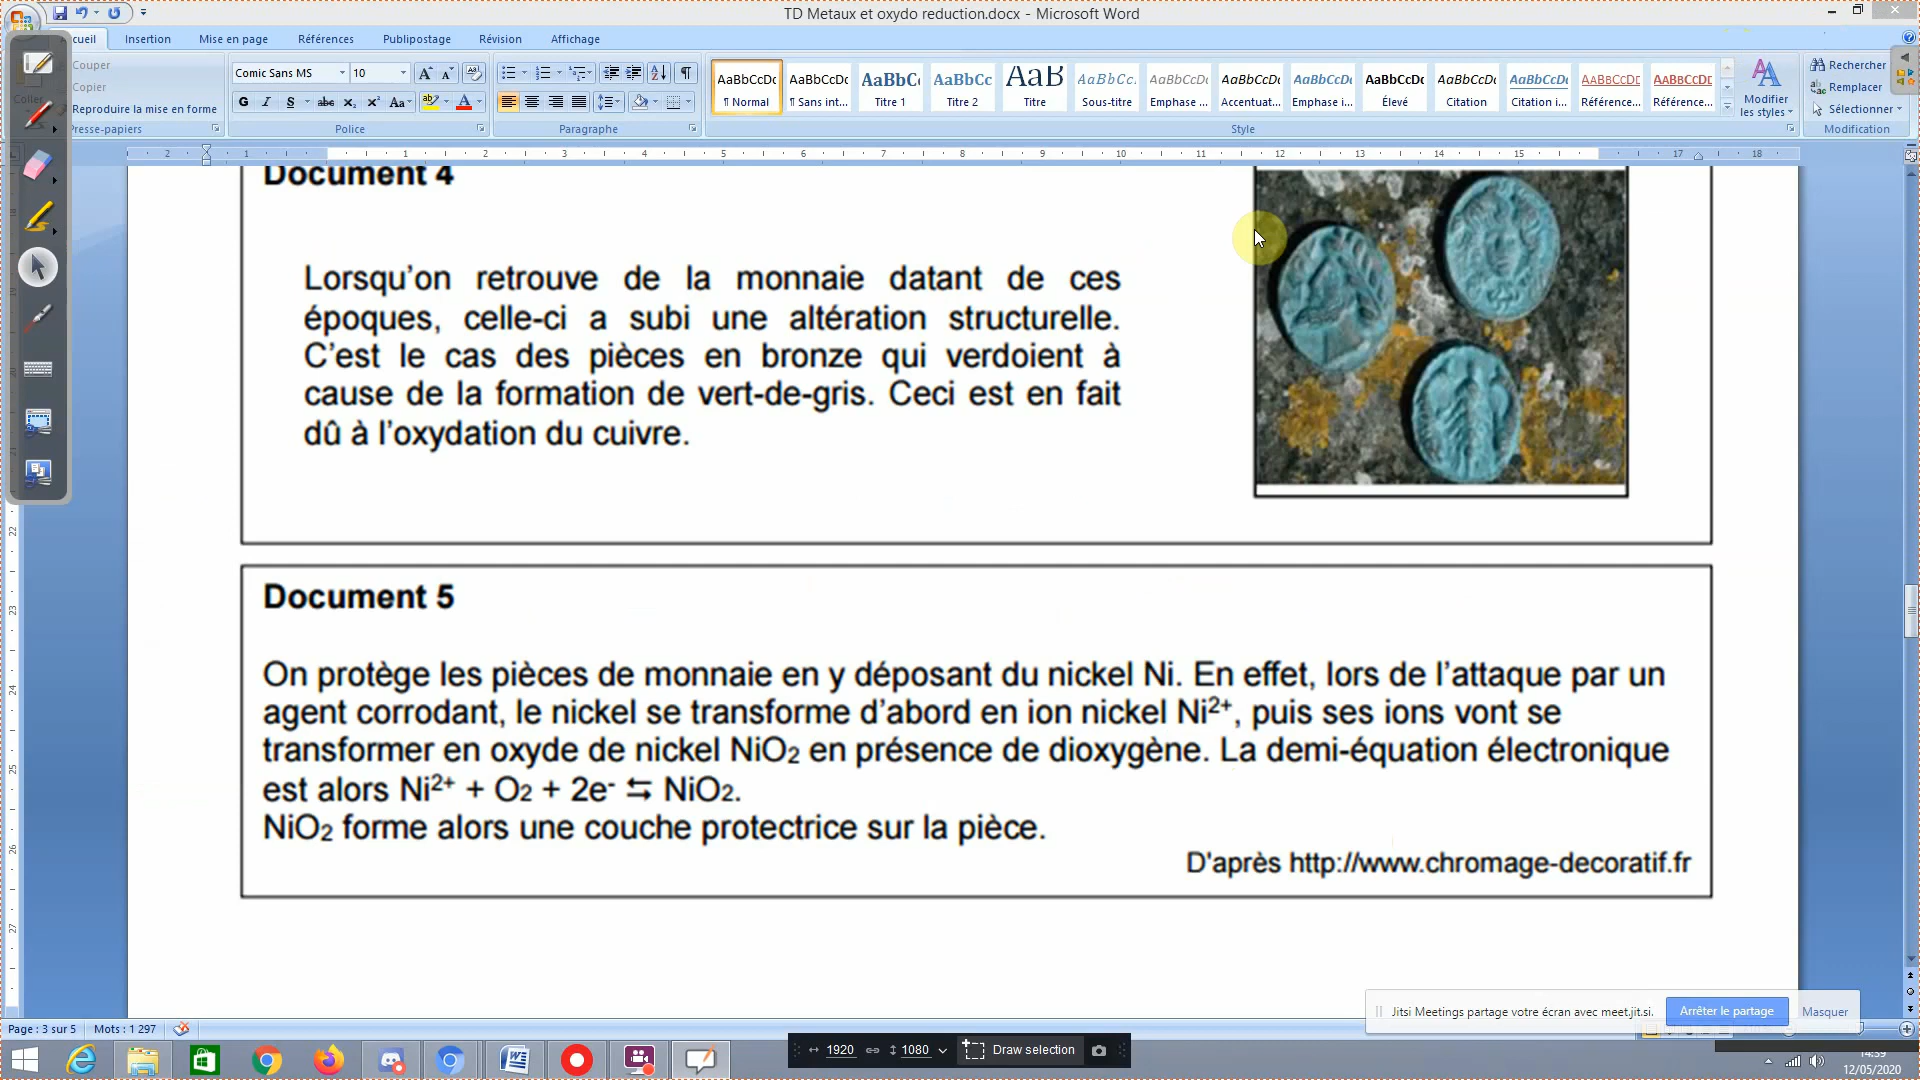 TD Metaux et oxydo reduction.docx - Microsoft Word
Insertion Mise en page Références Publipostage Révision Affichage
Couper
Copier
Reproduire la mise en forme
Presse-papiers
Comic Sans MS 10
Police
Paragraphe
AaBbCcDc AaBbCcDc AaBbC AaBbCc AaB AaBbCc. AaBbCcDc AaBbCcDc AaBbCcDc AaBbCcDc AaBbCcDc AaBbCcDc AABBCCDE AABBCCDE
¶ Normal ¶ Sans int... Titre 1 Titre 2 Titre Sous-titre Emphase ... Accentuat... Emphase i... Élevé Citation Citation i... Référence... Référence...
Style
Modifier
les styles
Rechercher
Remplacer
Sélectionner
Modification
Document 4
Lorsqu'on retrouve de la monnaie datant de ces
époques, celle-ci a subi une altération structurelle.
C'est le cas des pièces en bronze qui verdoient à
cause de la formation de vert-de-gris. Ceci est en fait
dû à l'oxydation du cuivre.
Document 5
On protège les pièces de monnaie en y déposant du nickel Ni. En effet, lors de l'attaque par un
agent corrodant, le nickel se transforme d'abord en ion nickel Ni²⁺, puis ses ions vont se
transformer en oxyde de nickel NiO₂ en présence de dioxygène. La demi-équation électronique
est alors Ni²⁺ + O₂ + 2e⁻ ⇆ NiO₂.
NiO₂ forme alors une couche protectrice sur la pièce.
D'après http://www.chromage-decoratif.fr
Jitsi Meetings partage votre écran avec meet.jit.si.
Arrêter le partage
Masquer
Page : 3 sur 5 Mots : 1 297
1920 1080 Draw selection
14:39
12/05/2020